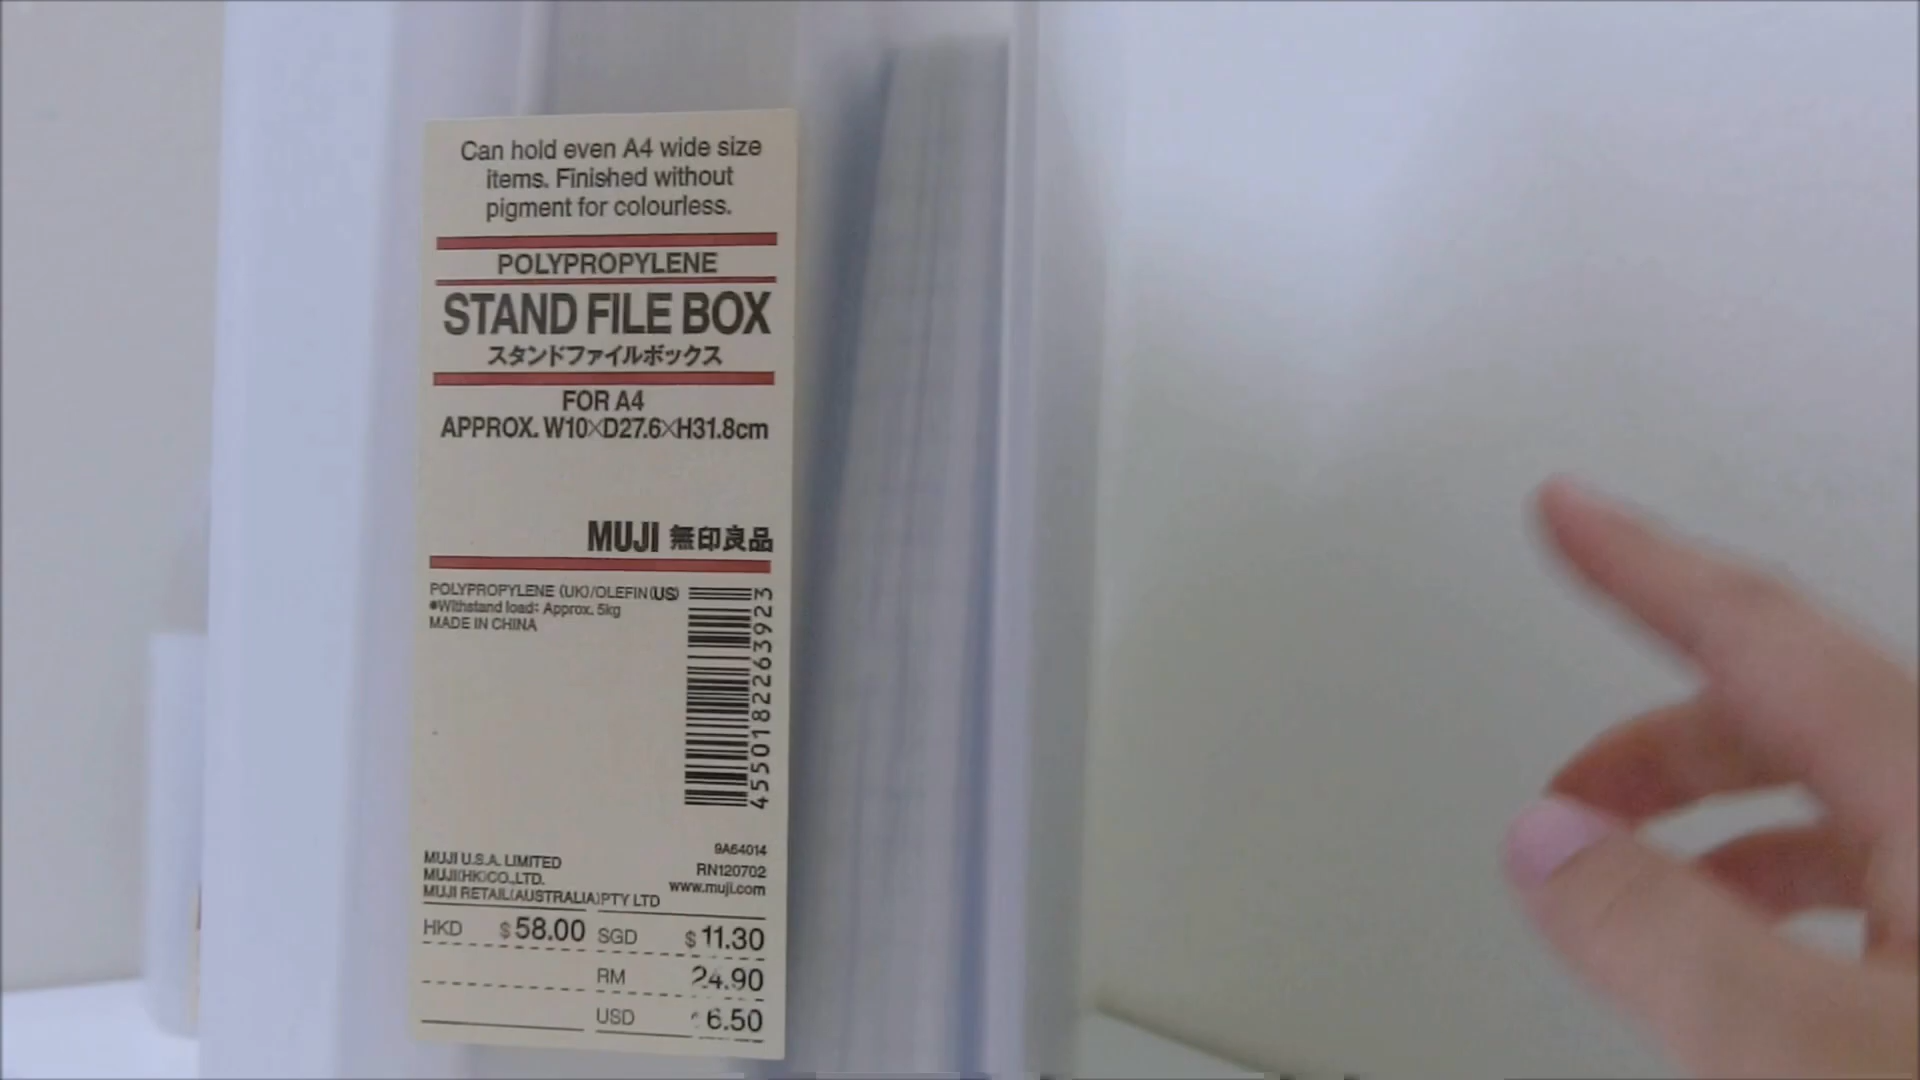 Can hold even A4 wide size
items. Finished without
pigment for colourless.
POLYPROPYLENE
STAND FILE BOX
スタンドファイルボックス
FOR A4
APPROX. W10×D27.6×H31.8cm
MUJI 無印良品
POLYPROPYLENE (UK)/OLEFIN(US)
●Withstand load: Approx. 5kg
MADE IN CHINA
4550182263923
9A64014
RN120702
www.muji.com
MUJI U.S.A. LIMITED
MUJI(HK)CO.,LTD.
MUJI RETAIL(AUSTRALIA)PTY LTD
HKD $58.00
SGD $11.30
RM 24.90
USD 6.50